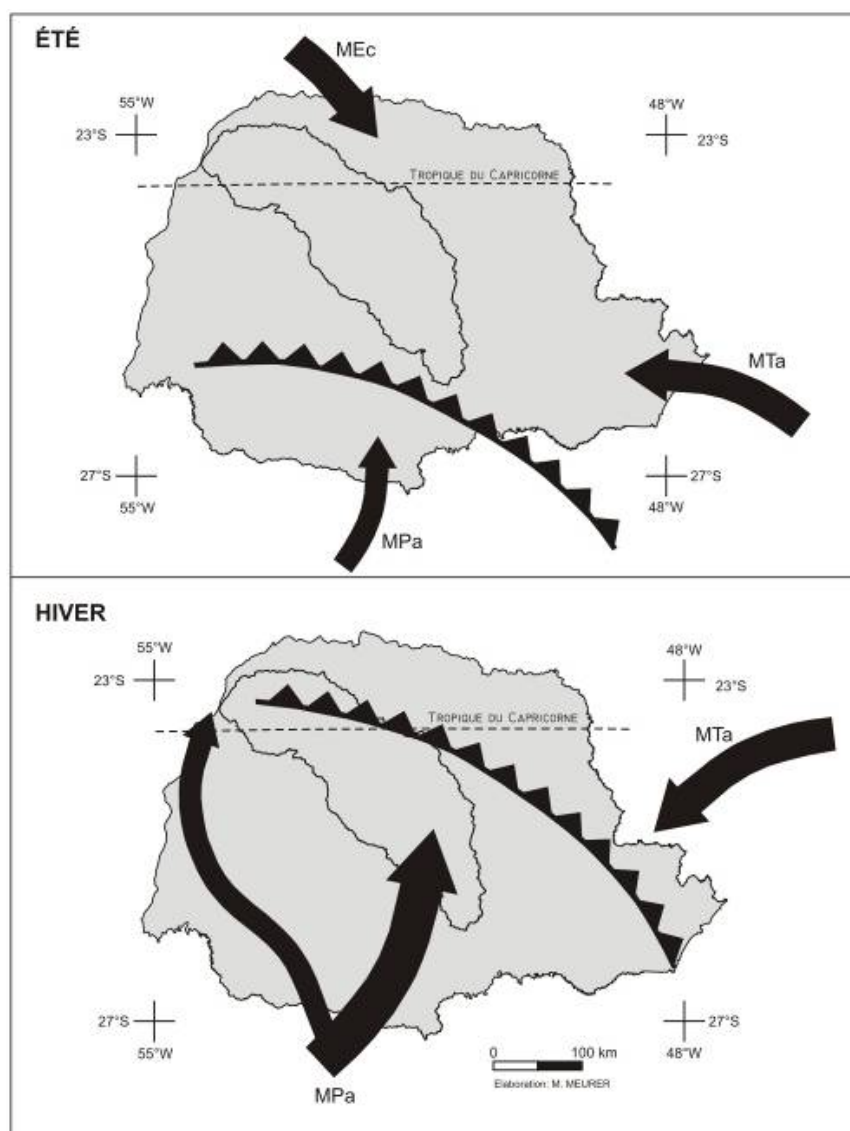 ÉTÉ
MEc
55°W
48°W
23°S
23°S
TROPIQUE DU CAPRICORNE
MTa
27°S
27°S
55°W
48°W
MPa
HIVER
55°W
48°W
23°S
23°S
TROPIQUE DU CAPRICORNE
MTa
27°S
27°S
55°W
48°W
0 100 km
Elaboration: M. MEURER
MPa